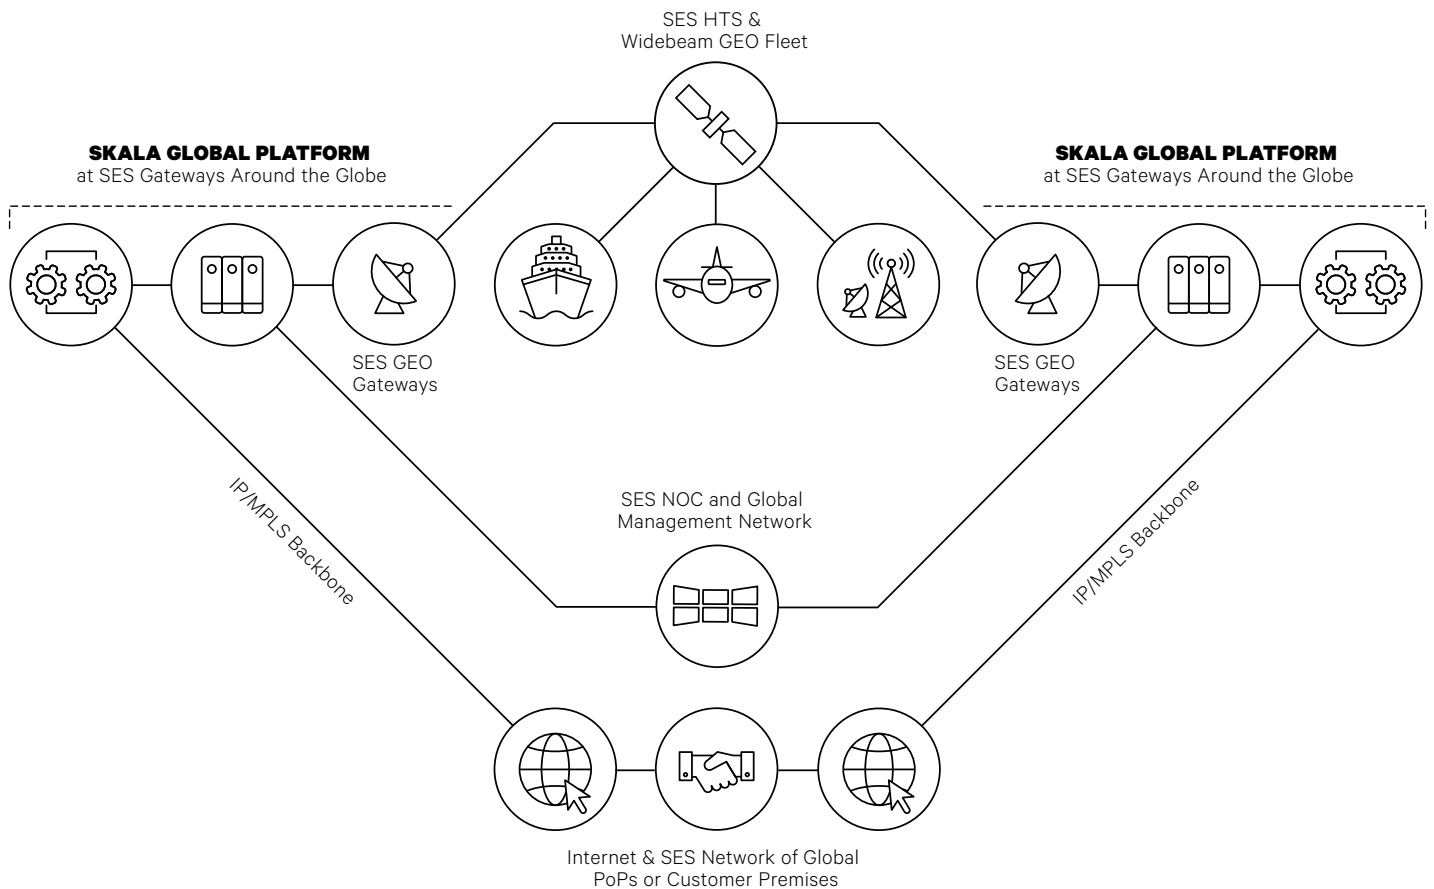 SES HTS &
Widebeam GEO Fleet
SKALA GLOBAL PLATFORM
at SES Gateways Around the Globe
SKALA GLOBAL PLATFORM
at SES Gateways Around the Globe
SES GEO
Gateways
SES GEO
Gateways
IP/MPLS Backbone
SES NOC and Global
Management Network
IP/MPLS Backbone
Internet & SES Network of Global
PoPs or Customer Premises